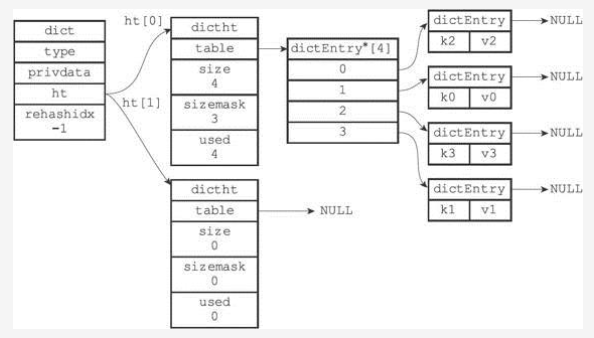 dict
type
privdata
ht
rehashidx
-1
ht[0]
ht[1]
dictht
table
size
4
sizemask
3
used
4
dictht
table
NULL
size
0
sizemask
0
used
0
dictEntry*[4]
0
1
2
3
dictEntry
NULL
k2 v2
dictEntry
NULL
k0 v0
dictEntry
NULL
k3 v3
dictEntry
NULL
k1 v1